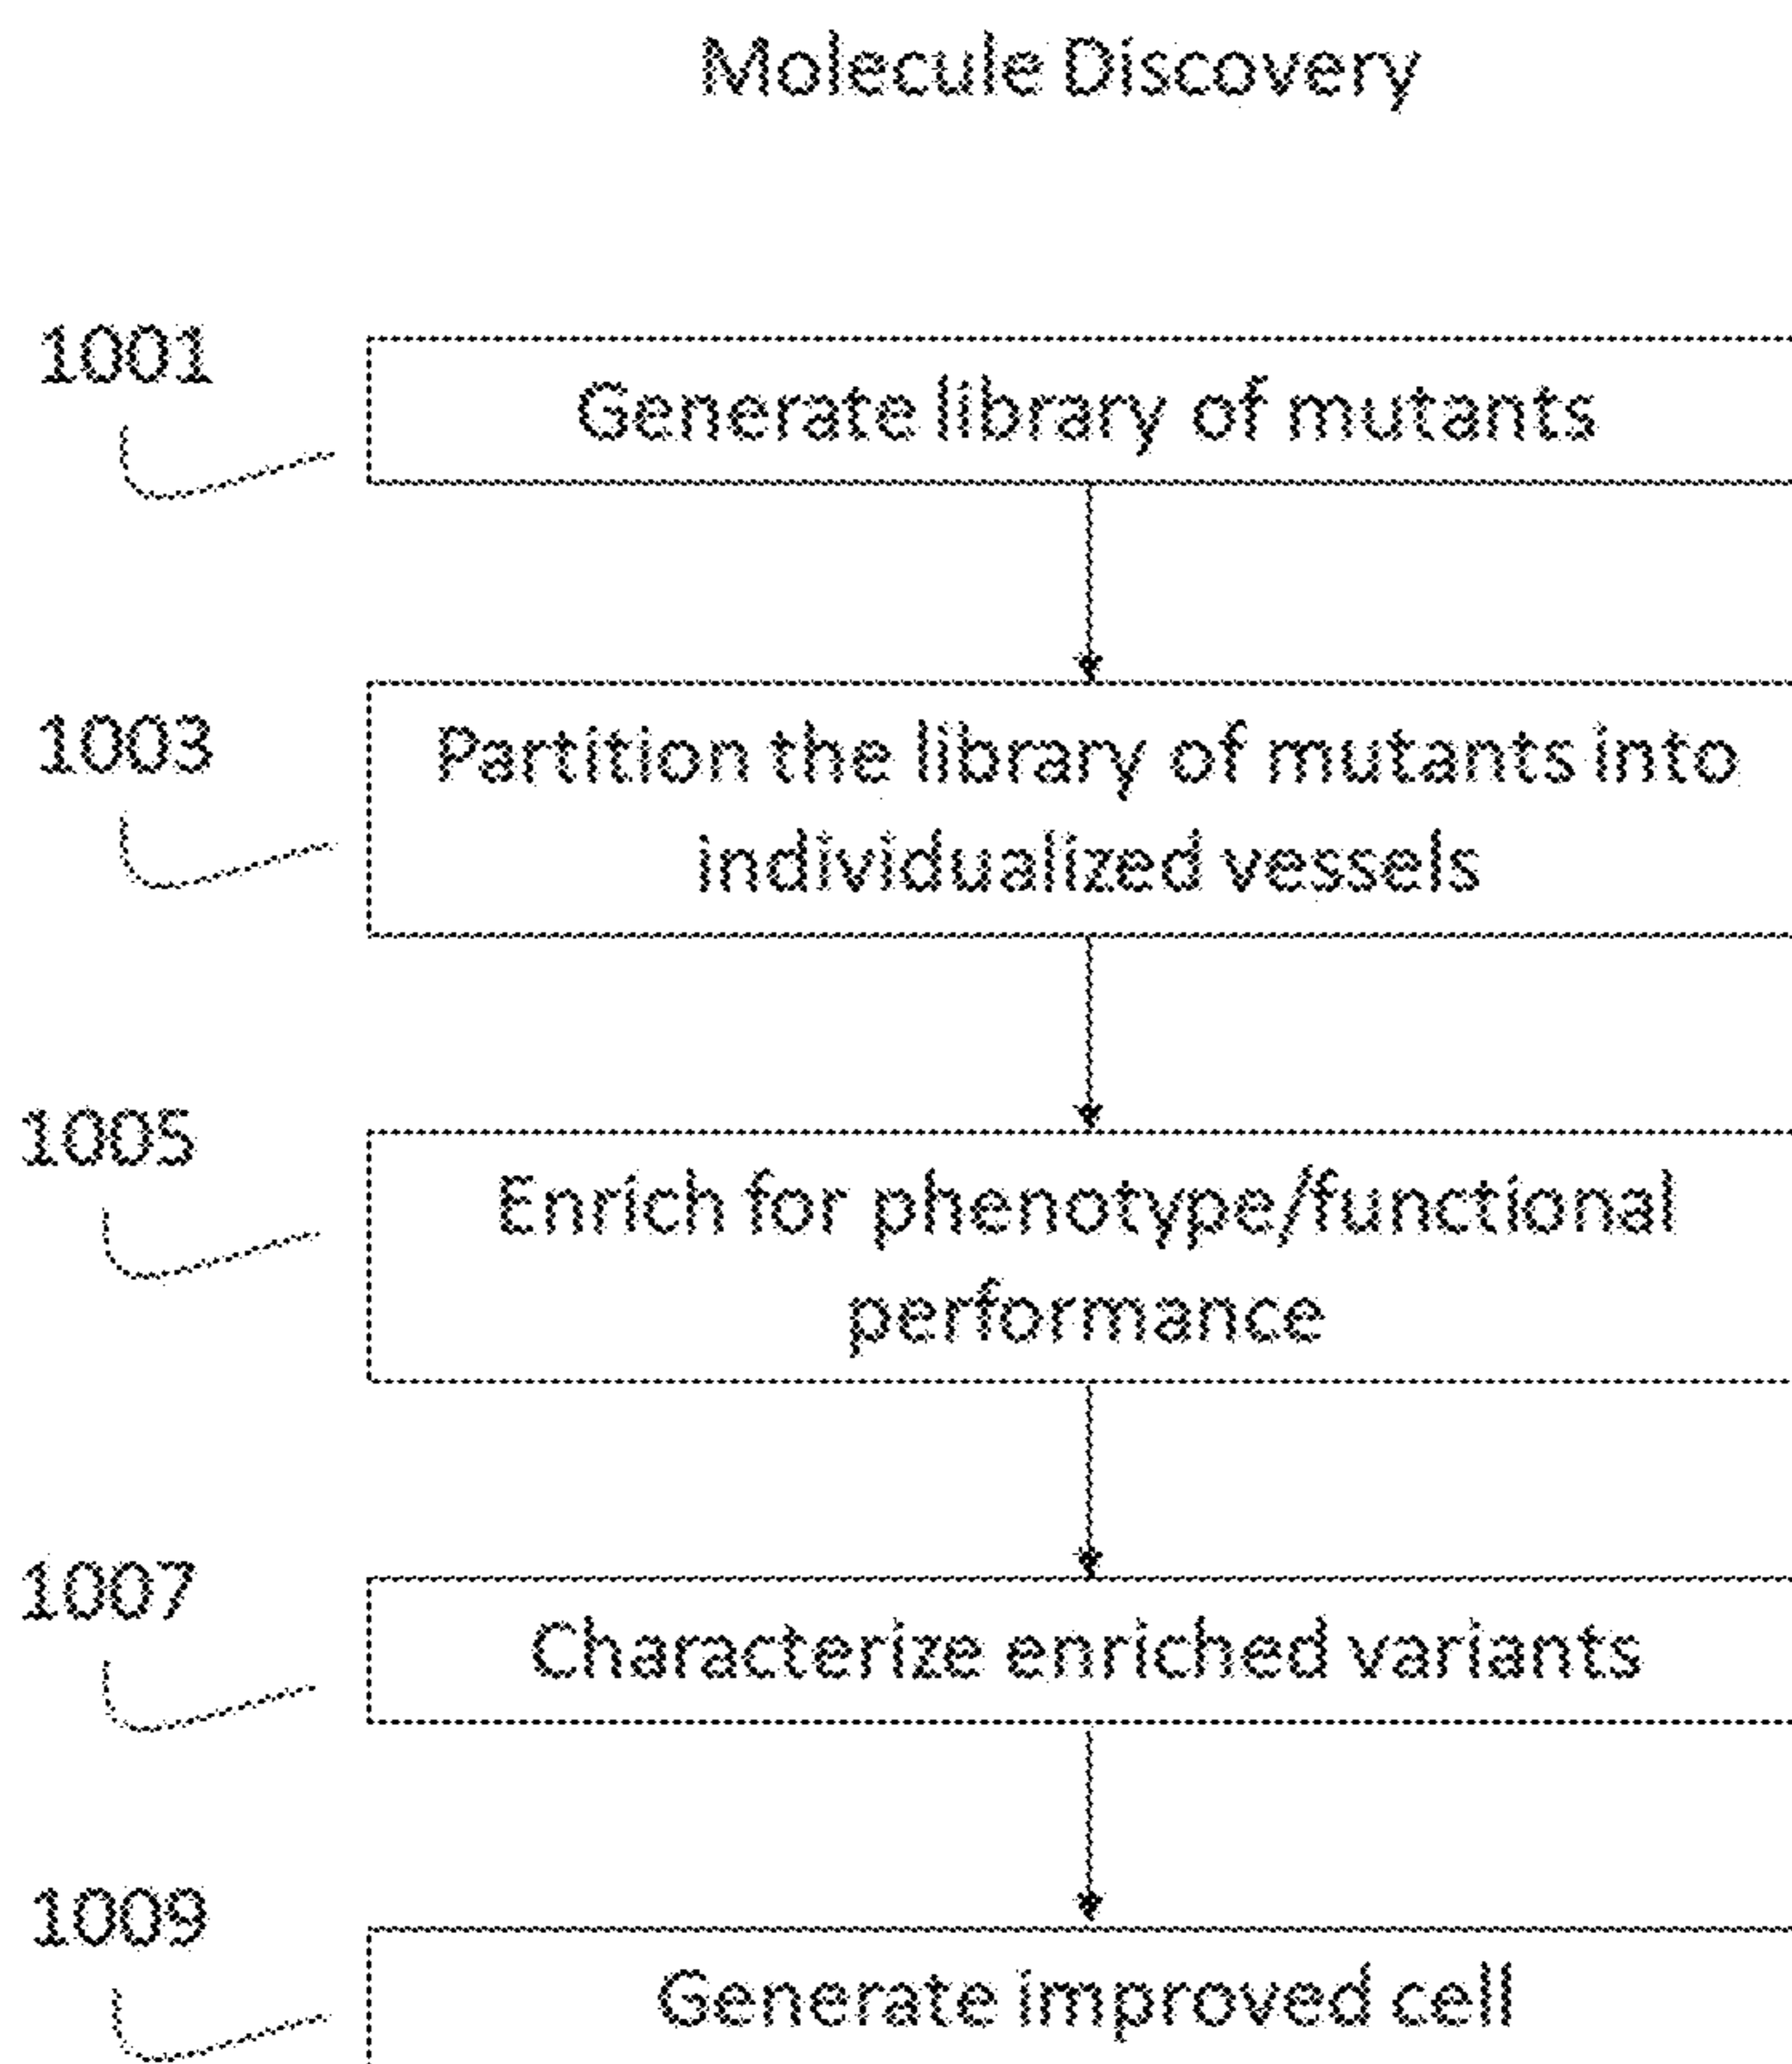 Molecule Discovery
1001
Generate library of mutants
1003
Partition the library of mutants into
individualized vessels
1005
Enrich for phenotype/functional
performance
1007
Characterize enriched variants
1009
Generate improved cell